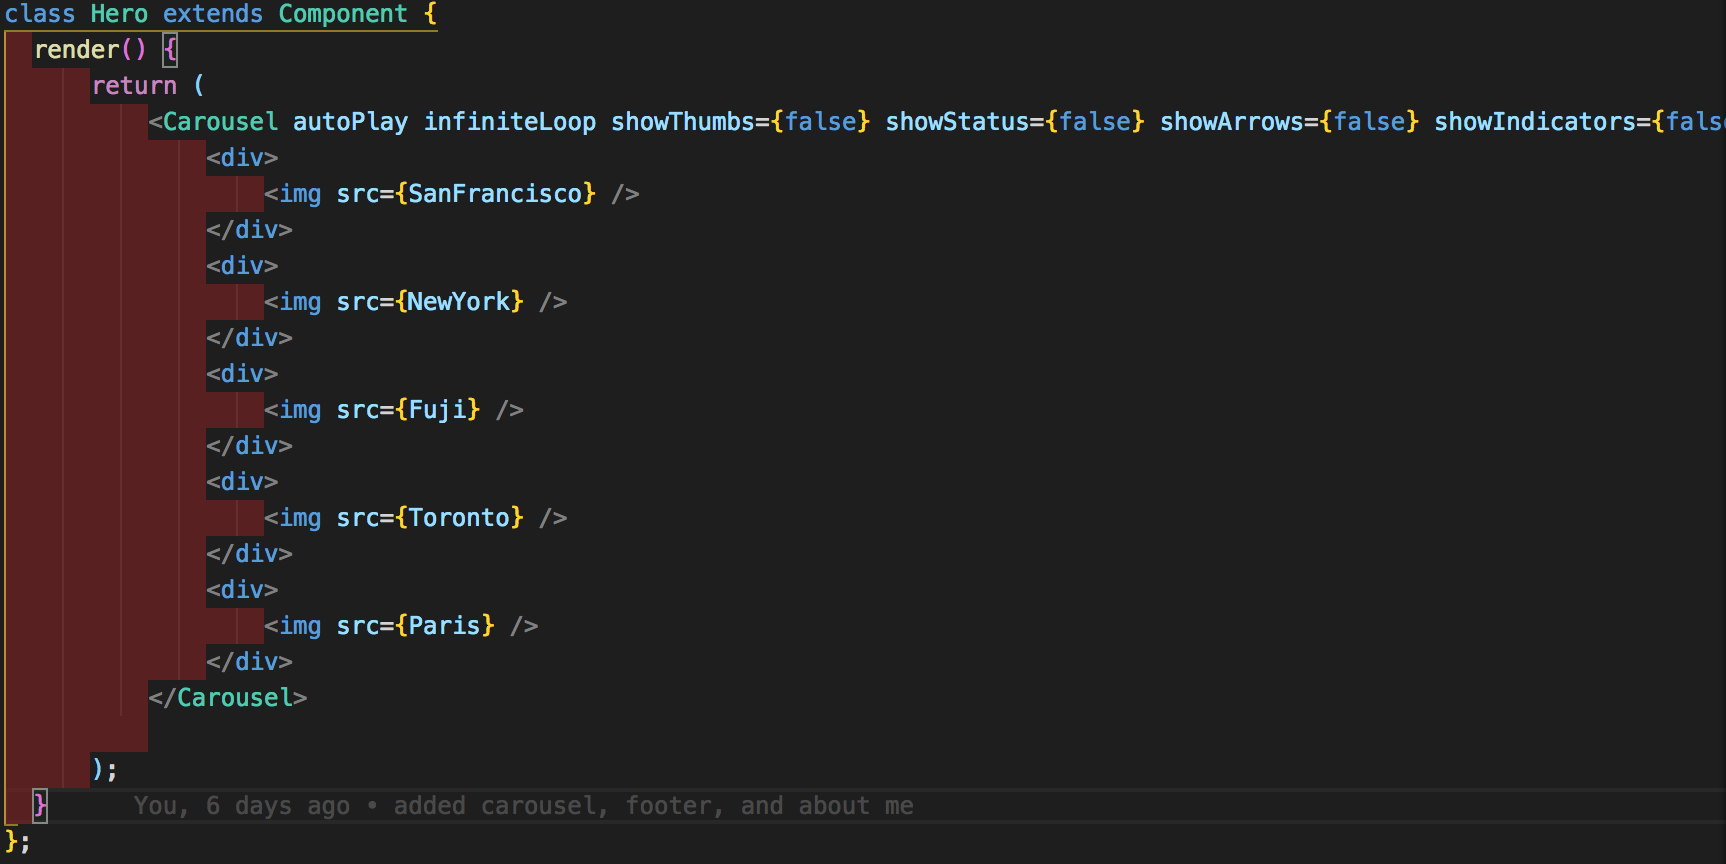 class Hero extends Component {
  render() {
      return (
          <Carousel autoPlay infiniteLoop showThumbs={false} showStatus={false} showArrows={false} showIndicators={fals
              <div>
                  <img src={SanFrancisco} />
              </div>
              <div>
                  <img src={NewYork} />
              </div>
              <div>
                  <img src={Fuji} />
              </div>
              <div>
                  <img src={Toronto} />
              </div>
              <div>
                  <img src={Paris} />
              </div>
          </Carousel>
      );
  }      You, 6 days ago • added carousel, footer, and about me
};